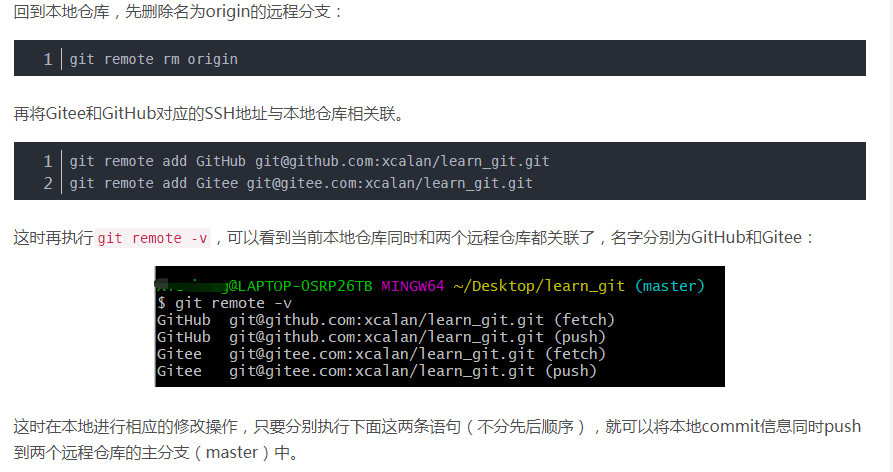 回到本地仓库，先删除名为origin的远程分支：
1 git remote rm origin
再将Gitee和GitHub对应的SSH地址与本地仓库相关联。
1 git remote add GitHub git@github.com:xcalan/learn_git.git
2 git remote add Gitee git@gitee.com:xcalan/learn_git.git
这时再执行git remote -v，可以看到当前本地仓库同时和两个远程仓库都关联了，名字分别为GitHub和Gitee：
@LAPTOP-OSRP26TB MINGW64 ~/Desktop/learn_git (master)
$ git remote -v
GitHub git@github.com:xcalan/learn_git.git (fetch)
GitHub git@github.com:xcalan/learn_git.git (push)
Gitee git@gitee.com:xcalan/learn_git.git (fetch)
Gitee git@gitee.com:xcalan/learn_git.git (push)
这时在本地进行相应的修改操作，只要分别执行下面这两条语句（不分先后顺序），就可以将本地commit信息同时push
到两个远程仓库的主分支（master）中。